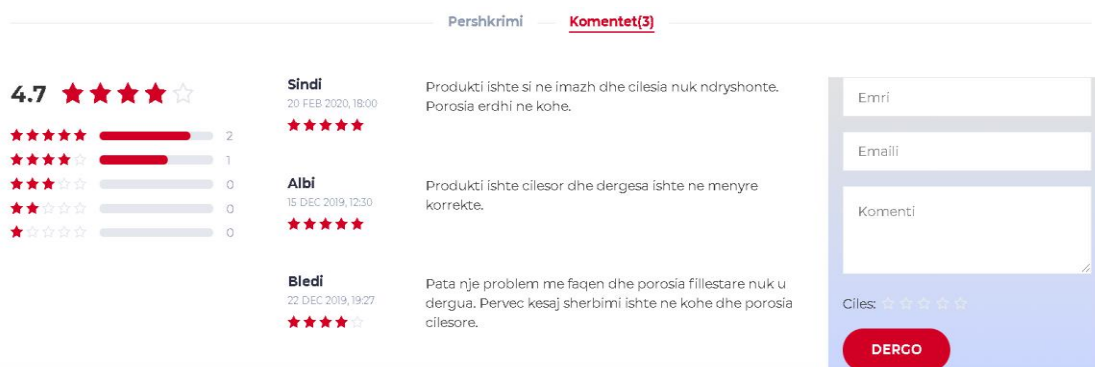 Pershkrimi
Komentet(3)
4.7
2
1
0
0
0
Sindi
20 FEB 2020, 18:00
Produkti ishte si ne imazh dhe cilesia nuk ndryshonte.
Porosia erdhi ne kohe.
Albi
15 DEC 2019, 12:30
Produkti ishte cilesor dhe dergesa ishte ne menyre
korrekte.
Bledi
22 DEC 2019, 19:27
Pata nje problem me faqen dhe porosia fillestare nuk u
dergua. Pervec kesaj sherbimi ishte ne kohe dhe porosia
cilesore.
Emri
Emaili
Komenti
Ciles:
DERGO